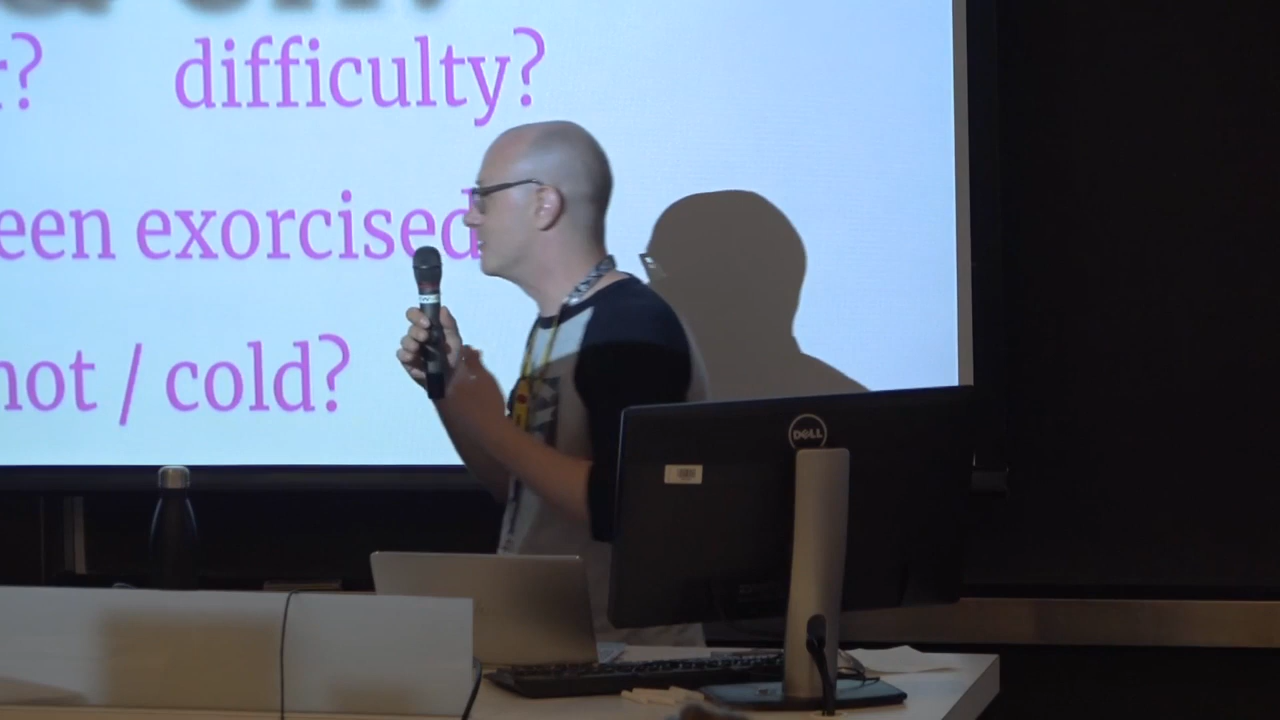 difficulty?
een exorcised
hot / cold?
DELL